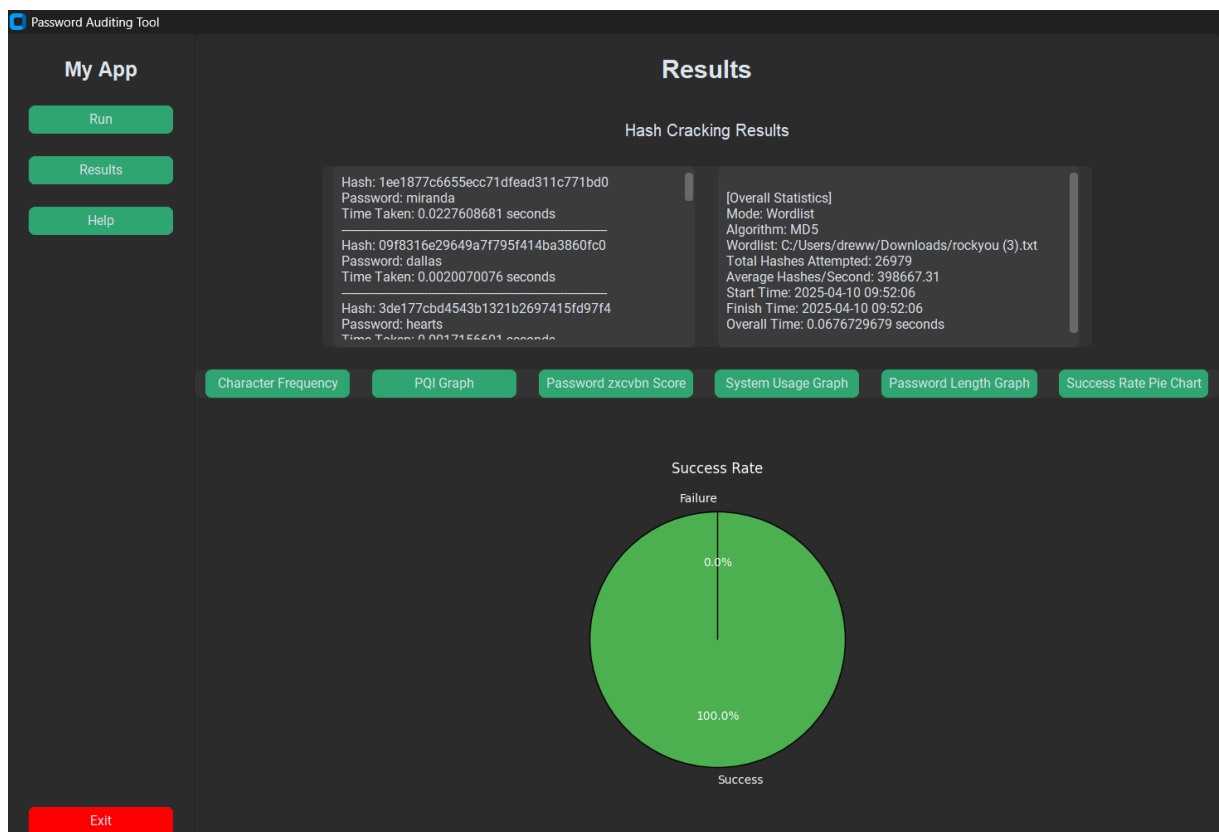 Password Auditing Tool
My App
Run
Results
Help
Exit
Results
Hash Cracking Results
Hash: 1ee1877c6655ecc71dfead311c771bd0
Password: miranda
Time Taken: 0.0227608681 seconds
Hash: 09f8316e29649a7f795f414ba3860fc0
Password: dallas
Time Taken: 0.0020070076 seconds
Hash: 3de177cbd4543b1321b2697415fd97f4
Password: hearts
Time Taken: 0.0017156601 seconds
[Overall Statistics]
Mode: Wordlist
Algorithm: MD5
Wordlist: C:/Users/dreww/Downloads/rockyou (3).txt
Total Hashes Attempted: 26979
Average Hashes/Second: 398667.31
Start Time: 2025-04-10 09:52:06
Finish Time: 2025-04-10 09:52:06
Overall Time: 0.0676729679 seconds
Character Frequency
PQI Graph
Password zxcvbn Score
System Usage Graph
Password Length Graph
Success Rate Pie Chart
Success Rate
Failure
0.0%
100.0%
Success